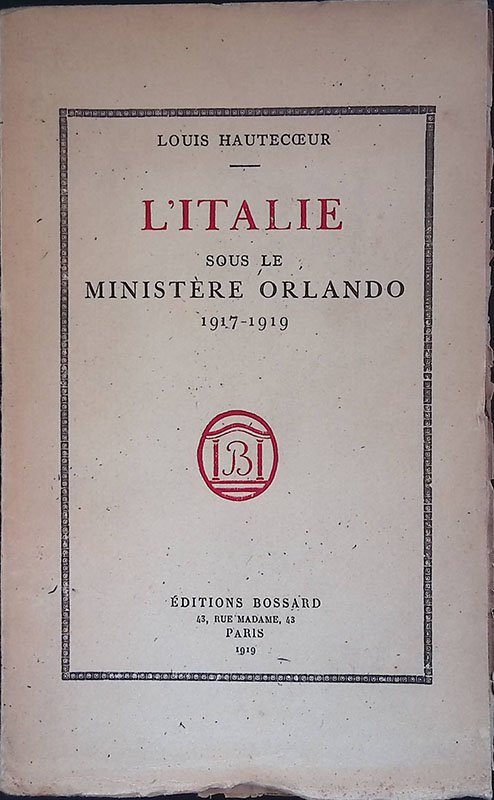 LOUIS HAUTECŒUR
L'ITALIE
SOUS LE
MINISTÈRE ORLANDO
1917-1919
B
ÉDITIONS BOSSARD
43, RUE MADAME, 43
PARIS
1919